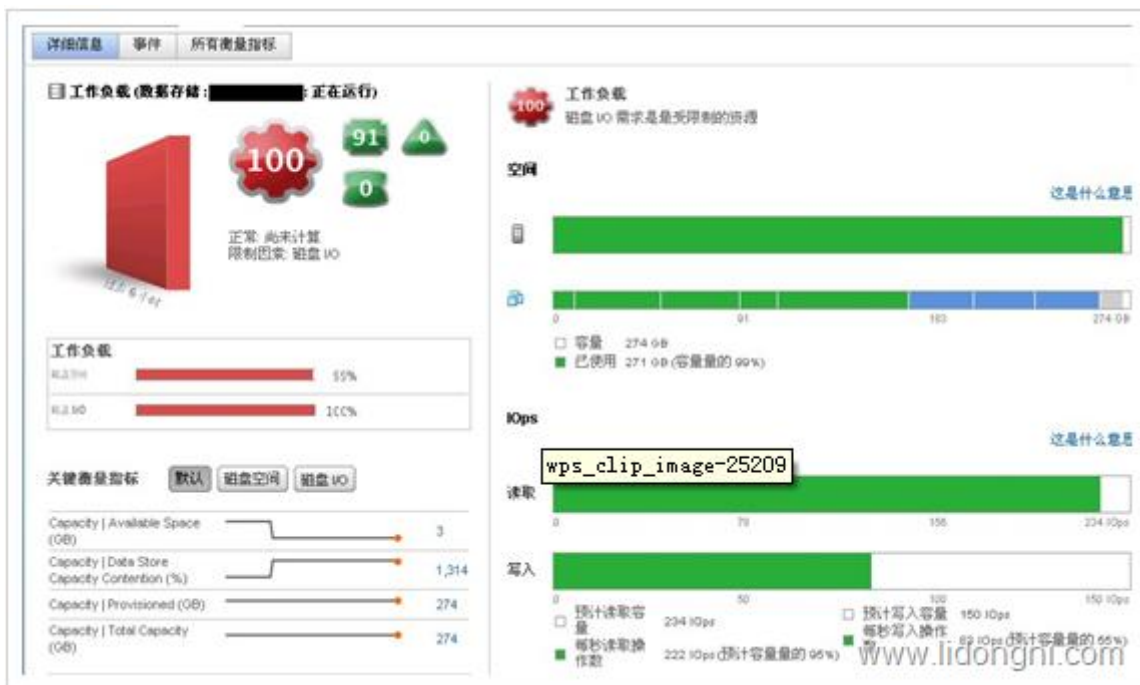 详细信息 事件 所有衡量指标
工作负载 (数据存储: : 正在运行)
100
91
0
0
正常: 尚未计算
限制因素: 磁盘 I/O
过去 6 小时
工作负载
100%
关键衡量指标 默认 磁盘空间 磁盘 I/O
Capacity | Available Space (GB) 3
Capacity | Data Store Capacity Contention (%) 1,314
Capacity | Provisioned (GB) 274
Capacity | Total Capacity (GB) 274
100 工作负载
磁盘 I/O 需求是最受限制的资源
空间
这是什么意思
0 91 183 274 GB
容量 274 GB
已使用 271 GB (容量量的 99%)
IOps
这是什么意思
wps_clip_image-25209
读取
0 78 156 234 IOps
写入
0 50 100 150 IOps
预计读取容量 234 IOps
每秒读取操作数 222 IOps (预计容量量的 95%)
预计写入容量 150 IOps
每秒写入操作 IOps (预计容量量的 55%)